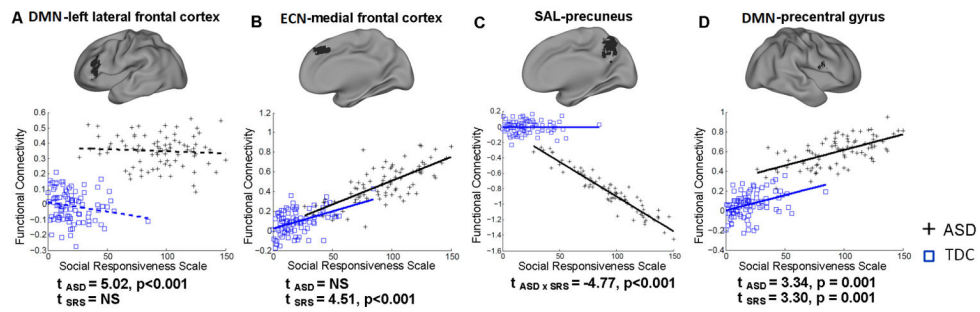 A DMN-left lateral frontal cortex
B ECN-medial frontal cortex
C SAL-precuneus
D DMN-precentral gyrus
Functional Connectivity
0.6
0.5
0.4
0.3
0.2
0.1
0
-0.1
-0.2
-0.3
0 50 100 150
Social Responsiveness Scale
t ASD = 5.02, p<0.001
t SRS = NS
Functional Connectivity
1
0.8
0.6
0.4
0.2
0
-0.2
0 50 100 150
Social Responsiveness Scale
t ASD = NS
t SRS = 4.51, p<0.001
Functional Connectivity
0.2
0
-0.2
-0.4
-0.6
-0.8
-1
-1.2
-1.4
-1.6
0 50 100 150
Social Responsiveness Scale
t ASD x SRS = -4.77, p<0.001
Functional Connectivity
1
0.8
0.6
0.4
0.2
0
-0.2
-0.4
0 50 100 150
Social Responsiveness Scale
t ASD = 3.34, p = 0.001
t SRS = 3.30, p = 0.001
+ ASD
TDC